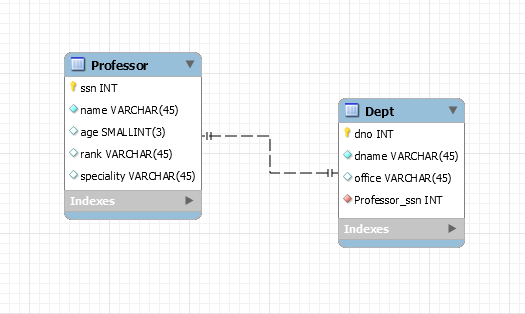 Professor
ssn INT
name VARCHAR(45)
age SMALLINT(3)
rank VARCHAR(45)
speciality VARCHAR(45)
Indexes
Dept
dno INT
dname VARCHAR(45)
office VARCHAR(45)
Professor_ssn INT
Indexes